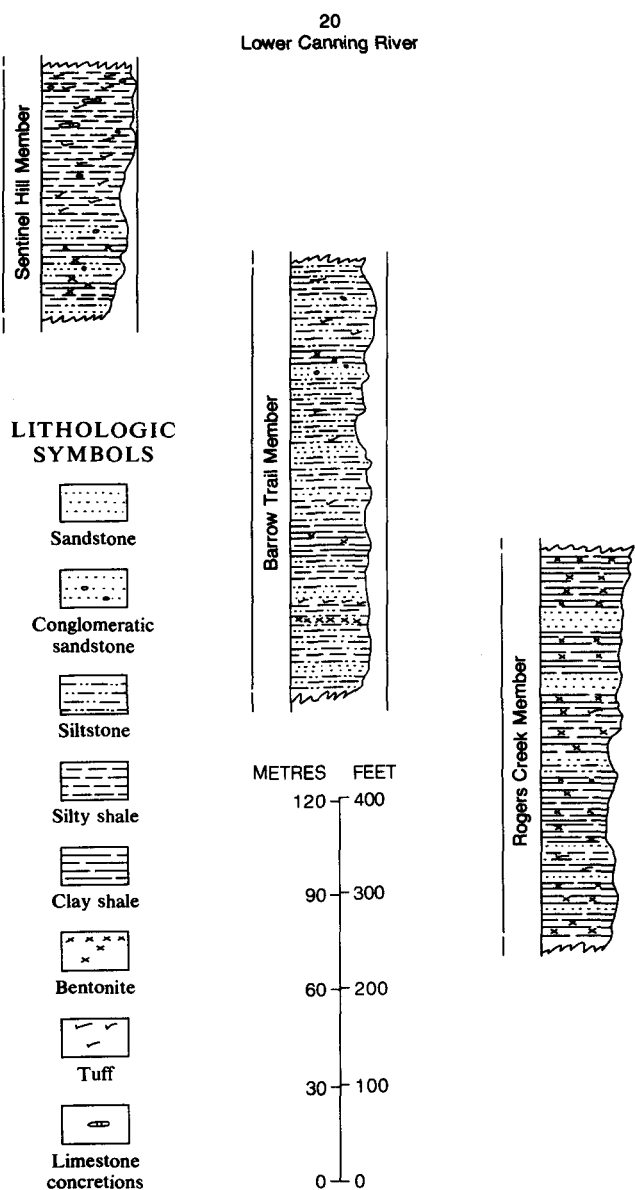 20
Lower Canning River
Sentinel Hill Member
Barrow Trail Member
Rogers Creek Member
LITHOLOGIC
SYMBOLS
Sandstone
Conglomeratic
sandstone
Siltstone
Silty shale
Clay shale
Bentonite
Tuff
Limestone
concretions
METRES FEET
120 400
90 300
60 200
30 100
0 0